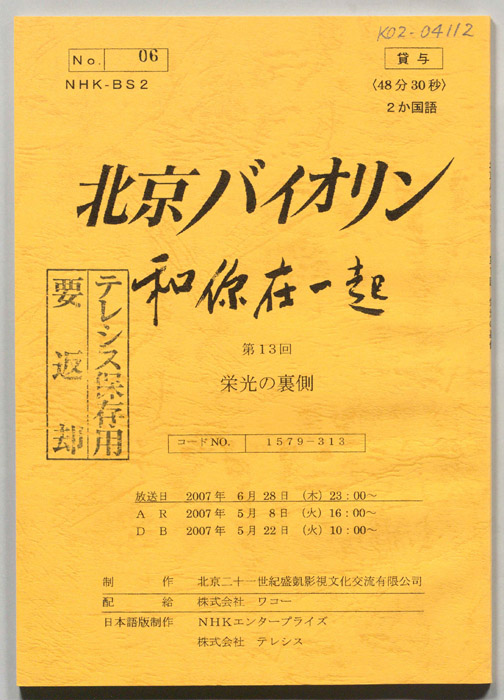 K02-04112
No. 06
貸与
NHK-BS2
〈48分30秒〉
2か国語
北京バイオリン
和你在一起
テレシス保存用
要返却
第13回
栄光の裏側
コードNO. 1579-313
放送日 2007年 6月28日 (木) 23:00~
AR 2007年 5月 8日 (火) 16:00~
DB 2007年 5月22日 (火) 10:00~
制作 北京二十一世紀盛凱影視文化交流有限公司
配給 株式会社 ワコー
日本語版制作 NHKエンタープライズ
株式会社 テレシス